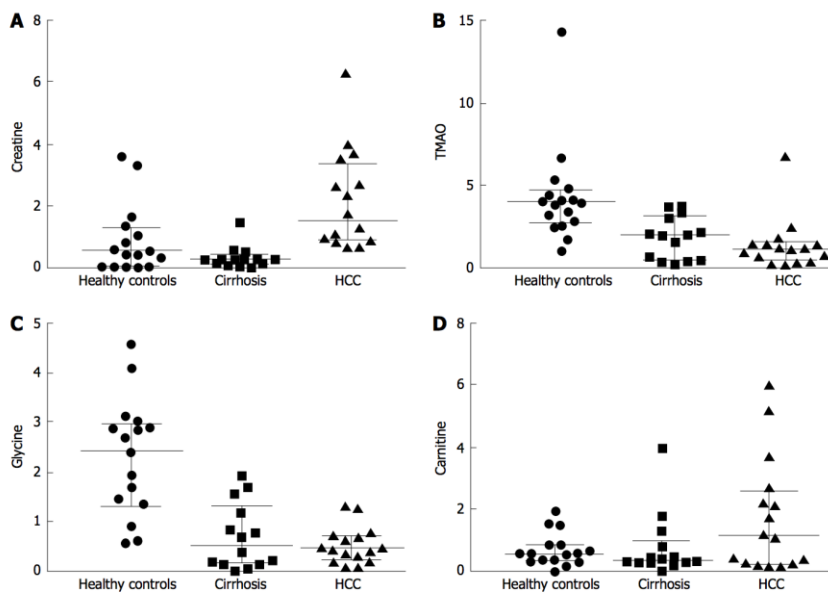 A
8
6
4
2
0
Creatine
Healthy controls
Cirrhosis
HCC
B
15
10
5
0
TMAO
Healthy controls
Cirrhosis
HCC
C
5
4
3
2
1
0
Glycine
Healthy controls
Cirrhosis
HCC
D
8
6
4
2
0
Carnitine
Healthy controls
Cirrhosis
HCC